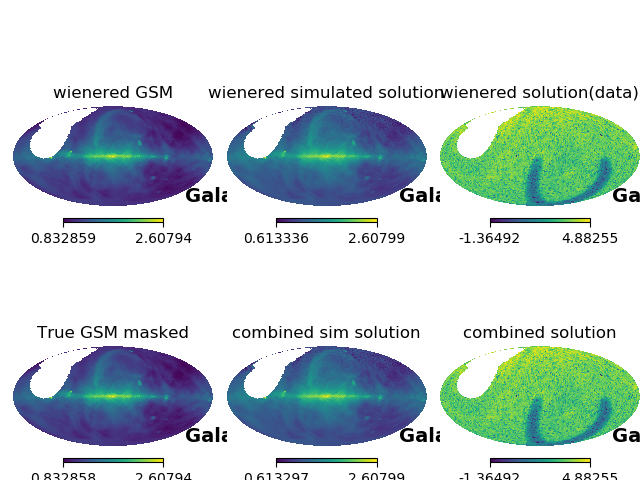 wienered GSM
wienered simulated solution
wienered solution(data)
Gala
Gala
Ga
0.832859 2.60794
0.613336 2.60799
-1.36492 4.88255
True GSM masked
combined sim solution
combined solution
Gala
Gala
Ga
0.832858 2.60794
0.613297 2.60799
-1.36492 4.88255